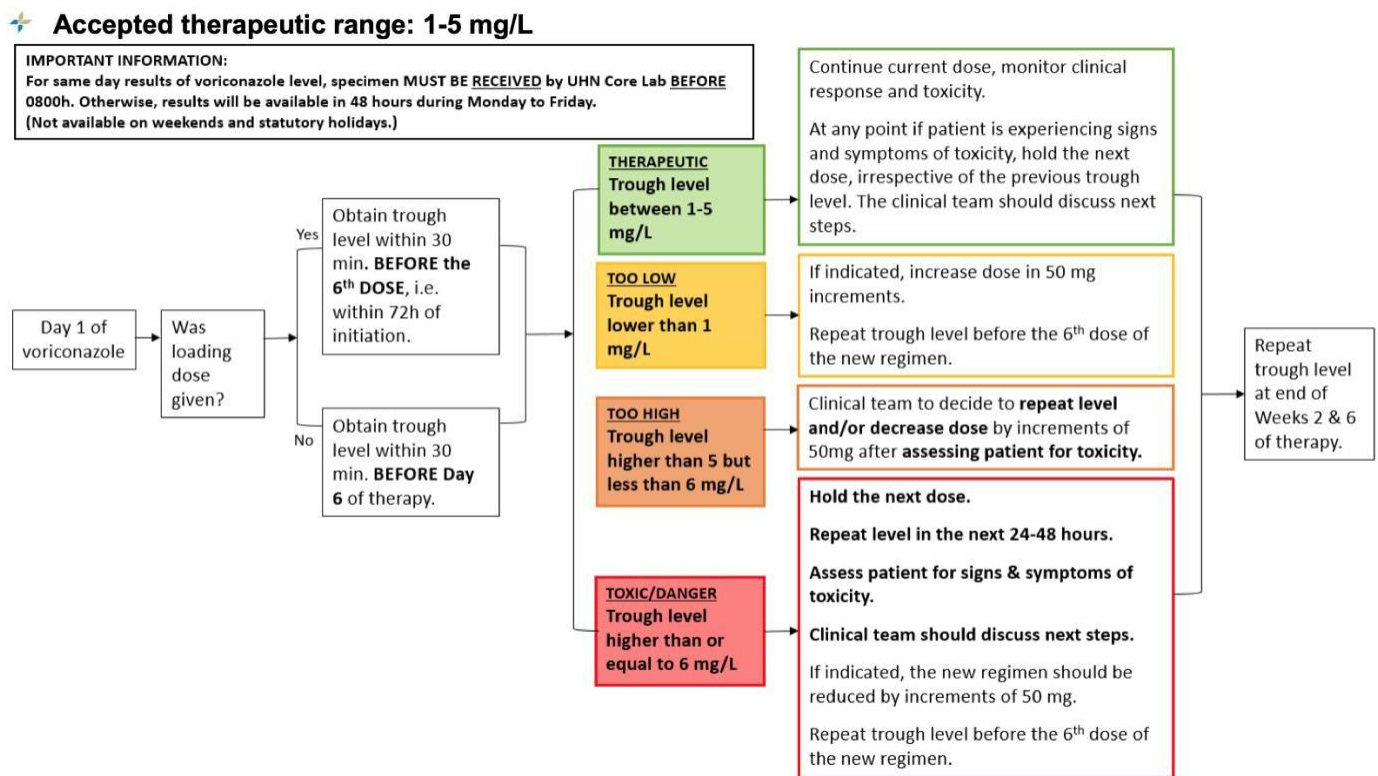 Accepted therapeutic range: 1-5 mg/L
IMPORTANT INFORMATION:
For same day results of voriconazole level, specimen MUST BE RECEIVED by UHN Core Lab BEFORE
0800h. Otherwise, results will be available in 48 hours during Monday to Friday.
(Not available on weekends and statutory holidays.)
Day 1 of
voriconazole
Was
loading
dose
given?
Yes
Obtain trough
level within 30
min. BEFORE the
6th DOSE, i.e.
within 72h of
initiation.
No
Obtain trough
level within 30
min. BEFORE Day
6 of therapy.
THERAPEUTIC
Trough level
between 1-5
mg/L
Continue current dose, monitor clinical
response and toxicity.
At any point if patient is experiencing signs
and symptoms of toxicity, hold the next
dose, irrespective of the previous trough
level. The clinical team should discuss next
steps.
TOO LOW
Trough level
lower than 1
mg/L
If indicated, increase dose in 50 mg
increments.
Repeat trough level before the 6th dose of
the new regimen.
TOO HIGH
Trough level
higher than 5 but
less than 6 mg/L
Clinical team to decide to repeat level
and/or decrease dose by increments of
50mg after assessing patient for toxicity.
TOXIC/DANGER
Trough level
higher than or
equal to 6 mg/L
Hold the next dose.
Repeat level in the next 24-48 hours.
Assess patient for signs & symptoms of
toxicity.
Clinical team should discuss next steps.
If indicated, the new regimen should be
reduced by increments of 50 mg.
Repeat trough level before the 6th dose of
the new regimen.
Repeat
trough level
at end of
Weeks 2 & 6
of therapy.